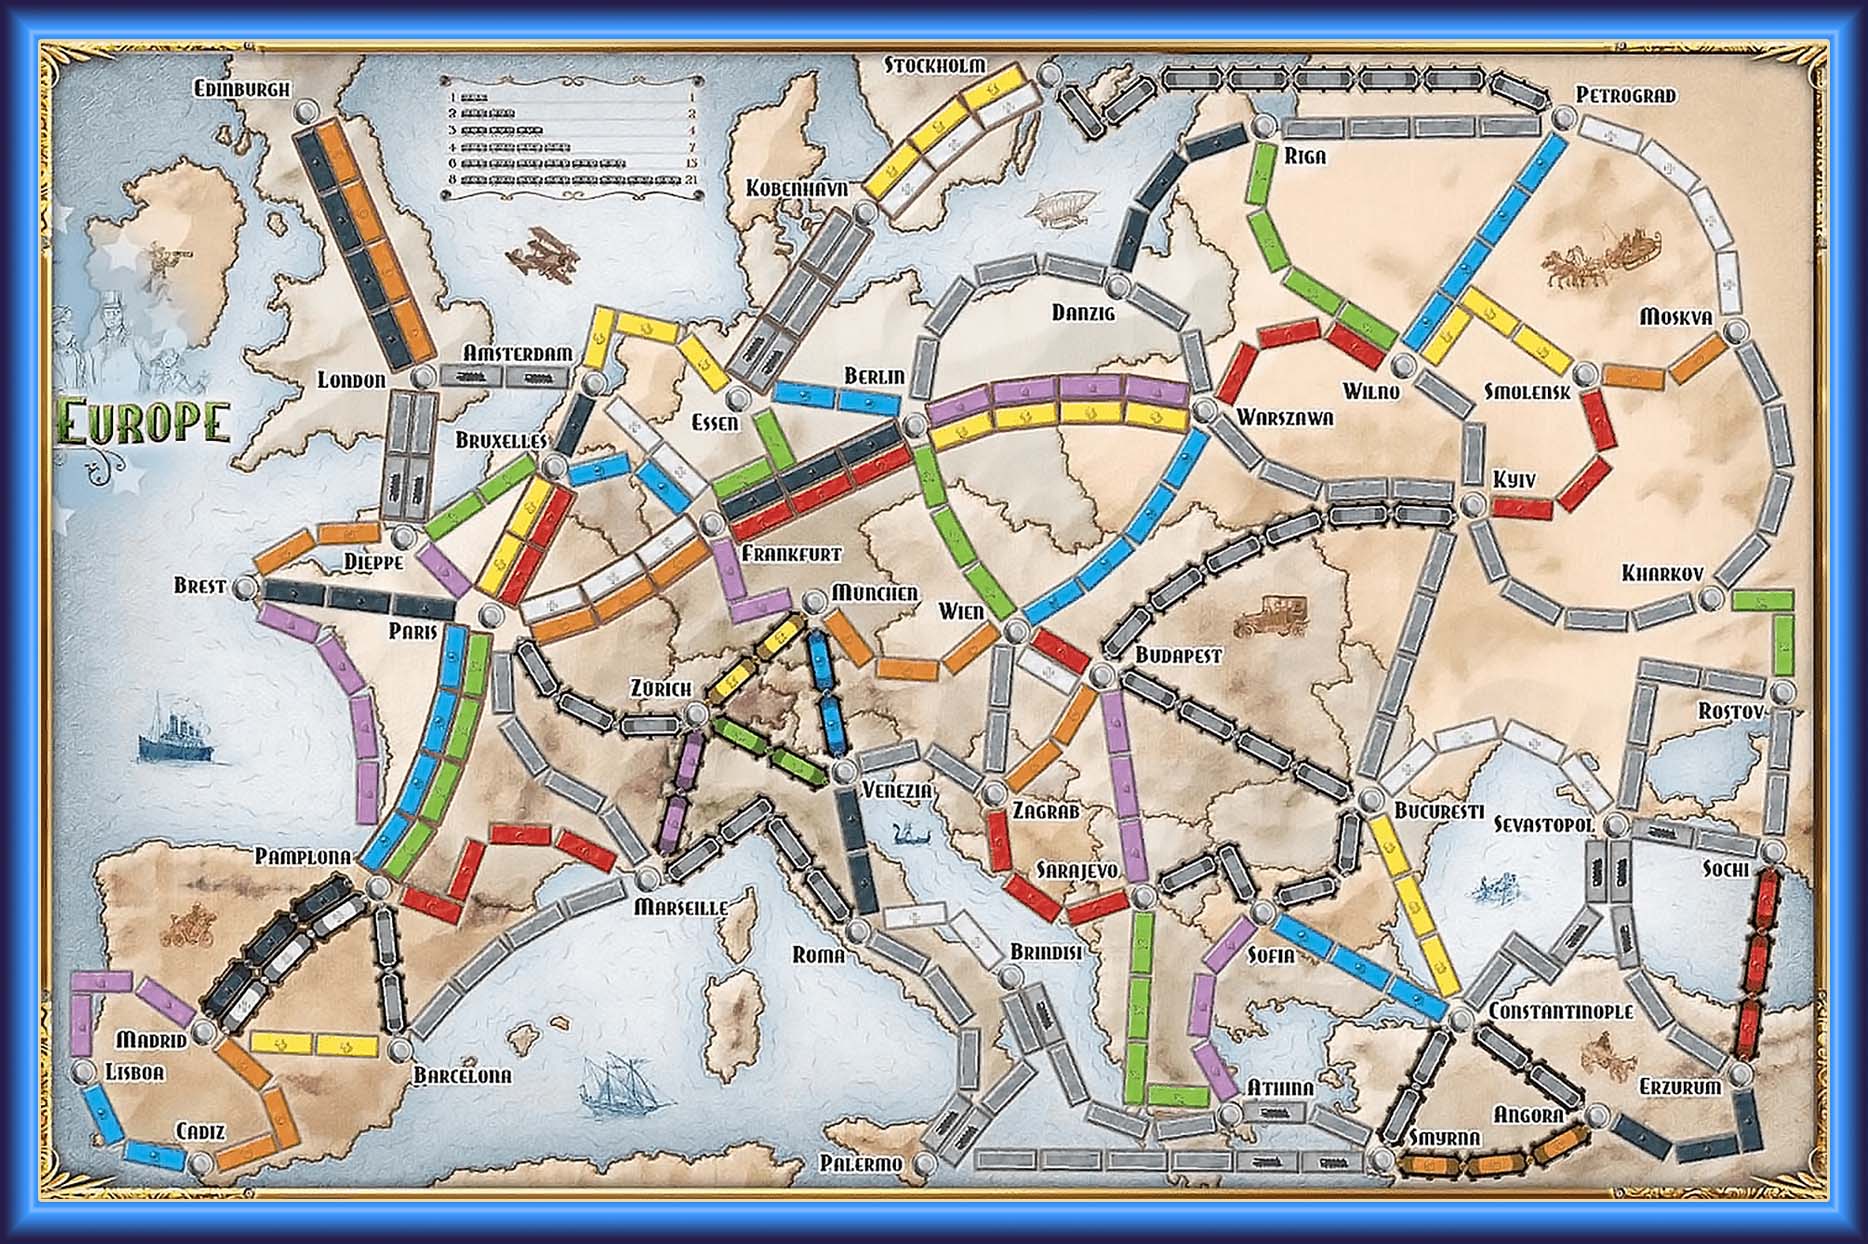 EDINBURGH
STOCKHOLM
PETROGRAD
1 1
2 2
3 4
4 7
6 15
8 21
RIGA
KOBENHAVN
DANZIG
MOSKVA
AMSTERDAM
LONDON
BERLIN
WILNO
SMOLENSK
EUROPE
ESSEN
WARSZAWA
BRUXELLES
KYIV
DIEPPE
FRANKFURT
KHARKOV
BREST
MÜNCHEN
WIEN
PARIS
BUDAPEST
ZÜRICH
ROSTOV
VENEZIA
ZAGRAB
BUCURESTI
SEVASTOPOL
PAMPLONA
SARAJEVO
SOCHI
MARSEILLE
ROMA
BRINDISI
SOFIA
CONSTANTINOPLE
MADRID
LISBOA
BARCELONA
ATHINA
ERZURUM
ANGORA
CADIZ
SMYRNA
PALERMO